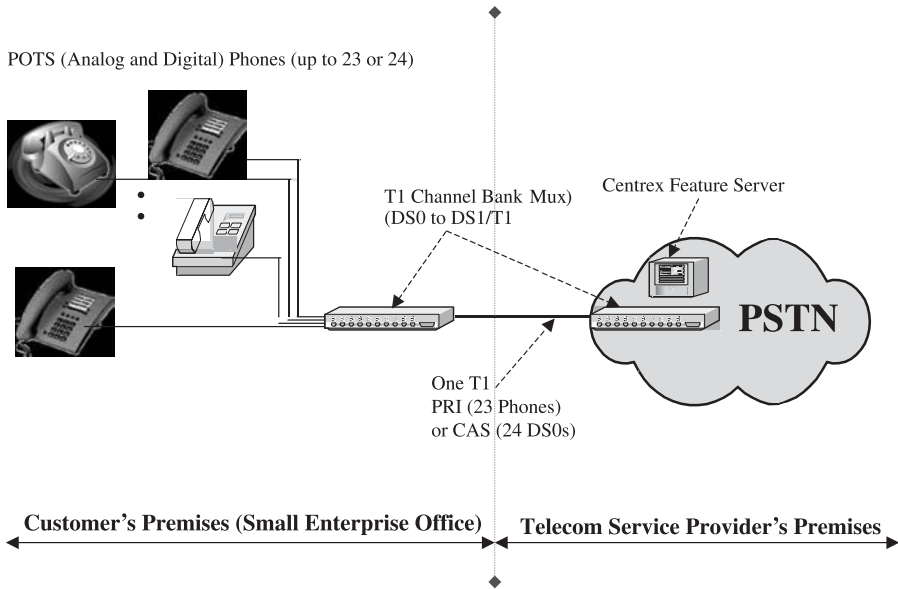 POTS (Analog and Digital) Phones (up to 23 or 24)
T1 Channel Bank Mux)
(DS0 to DS1/T1
Centrex Feature Server
PSTN
One T1
PRI (23 Phones)
or CAS (24 DS0s)
Customer's Premises (Small Enterprise Office)
Telecom Service Provider's Premises